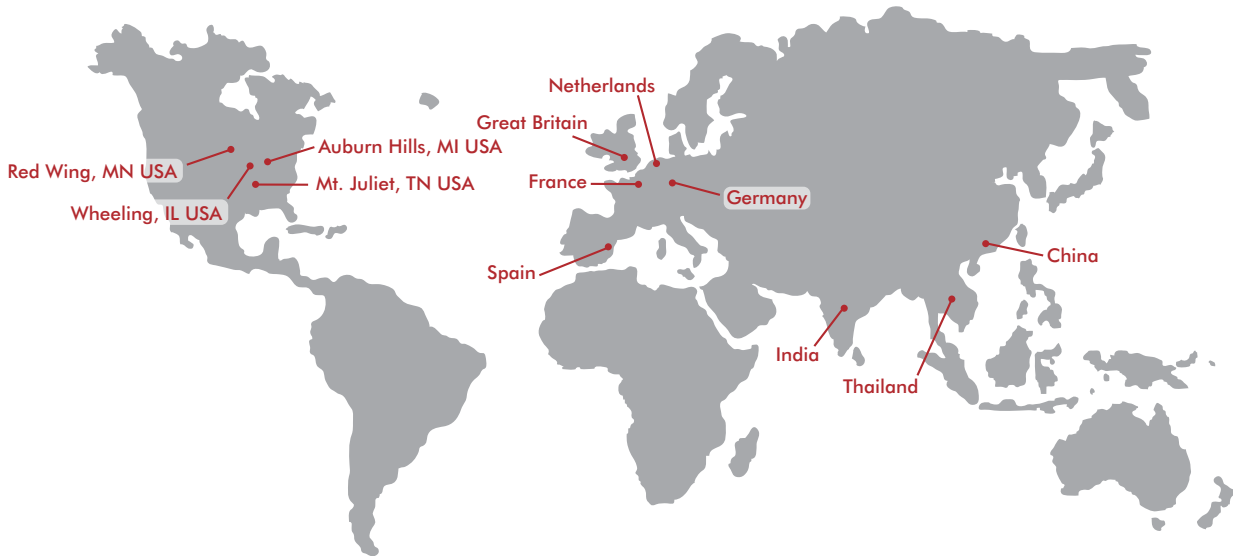 Netherlands
Great Britain
Auburn Hills, MI USA
Red Wing, MN USA
Mt. Juliet, TN USA
France
Germany
Wheeling, IL USA
China
Spain
India
Thailand